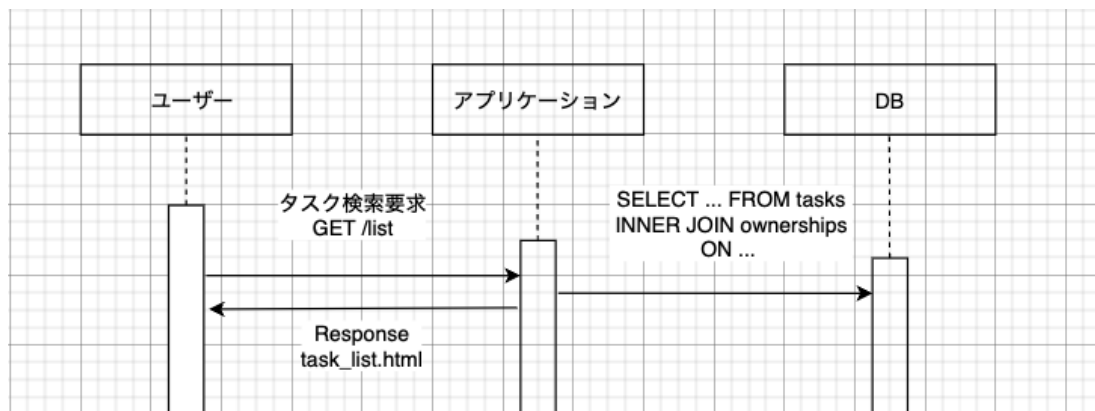 ユーザー
アプリケーション
DB
タスク検索要求
GET /list
SELECT ... FROM tasks
INNER JOIN ownerships
ON ...
Response
task_list.html